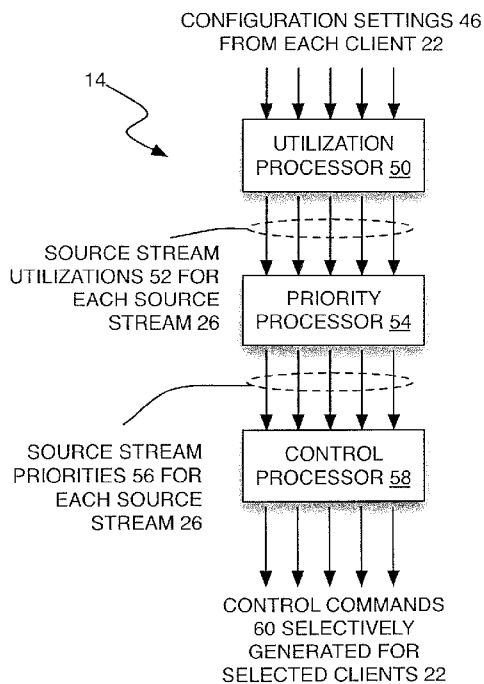 CONFIGURATION SETTINGS 46
FROM EACH CLIENT 22
14
UTILIZATION
PROCESSOR 50
SOURCE STREAM
UTILIZATIONS 52 FOR
EACH SOURCE
STREAM 26
PRIORITY
PROCESSOR 54
SOURCE STREAM
PRIORITIES 56 FOR
EACH SOURCE
STREAM 26
CONTROL
PROCESSOR 58
CONTROL COMMANDS
60 SELECTIVELY
GENERATED FOR
SELECTED CLIENTS 22